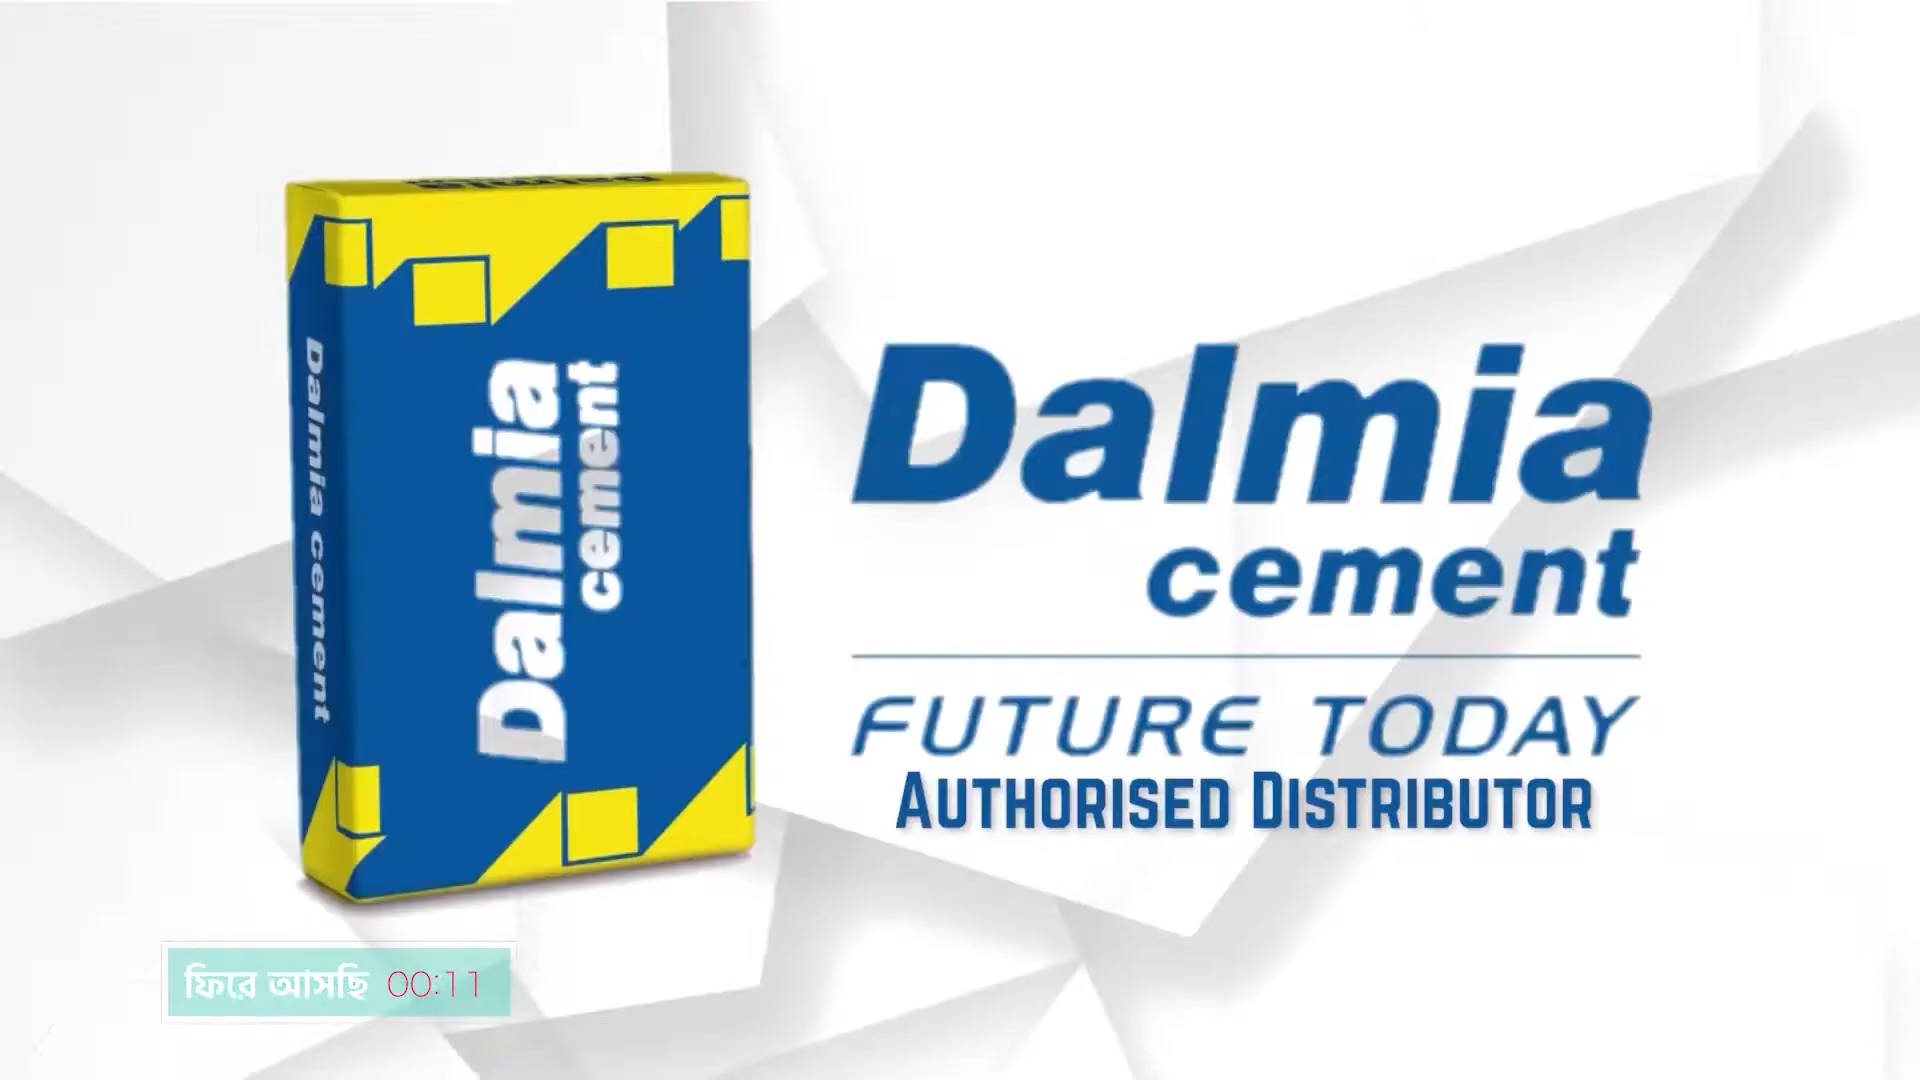 Dalmia cement
Dalmia
cement
Dalmia
cement
FUTURE TODAY
AUTHORISED DISTRIBUTOR
ফিরে আসছি 00:11